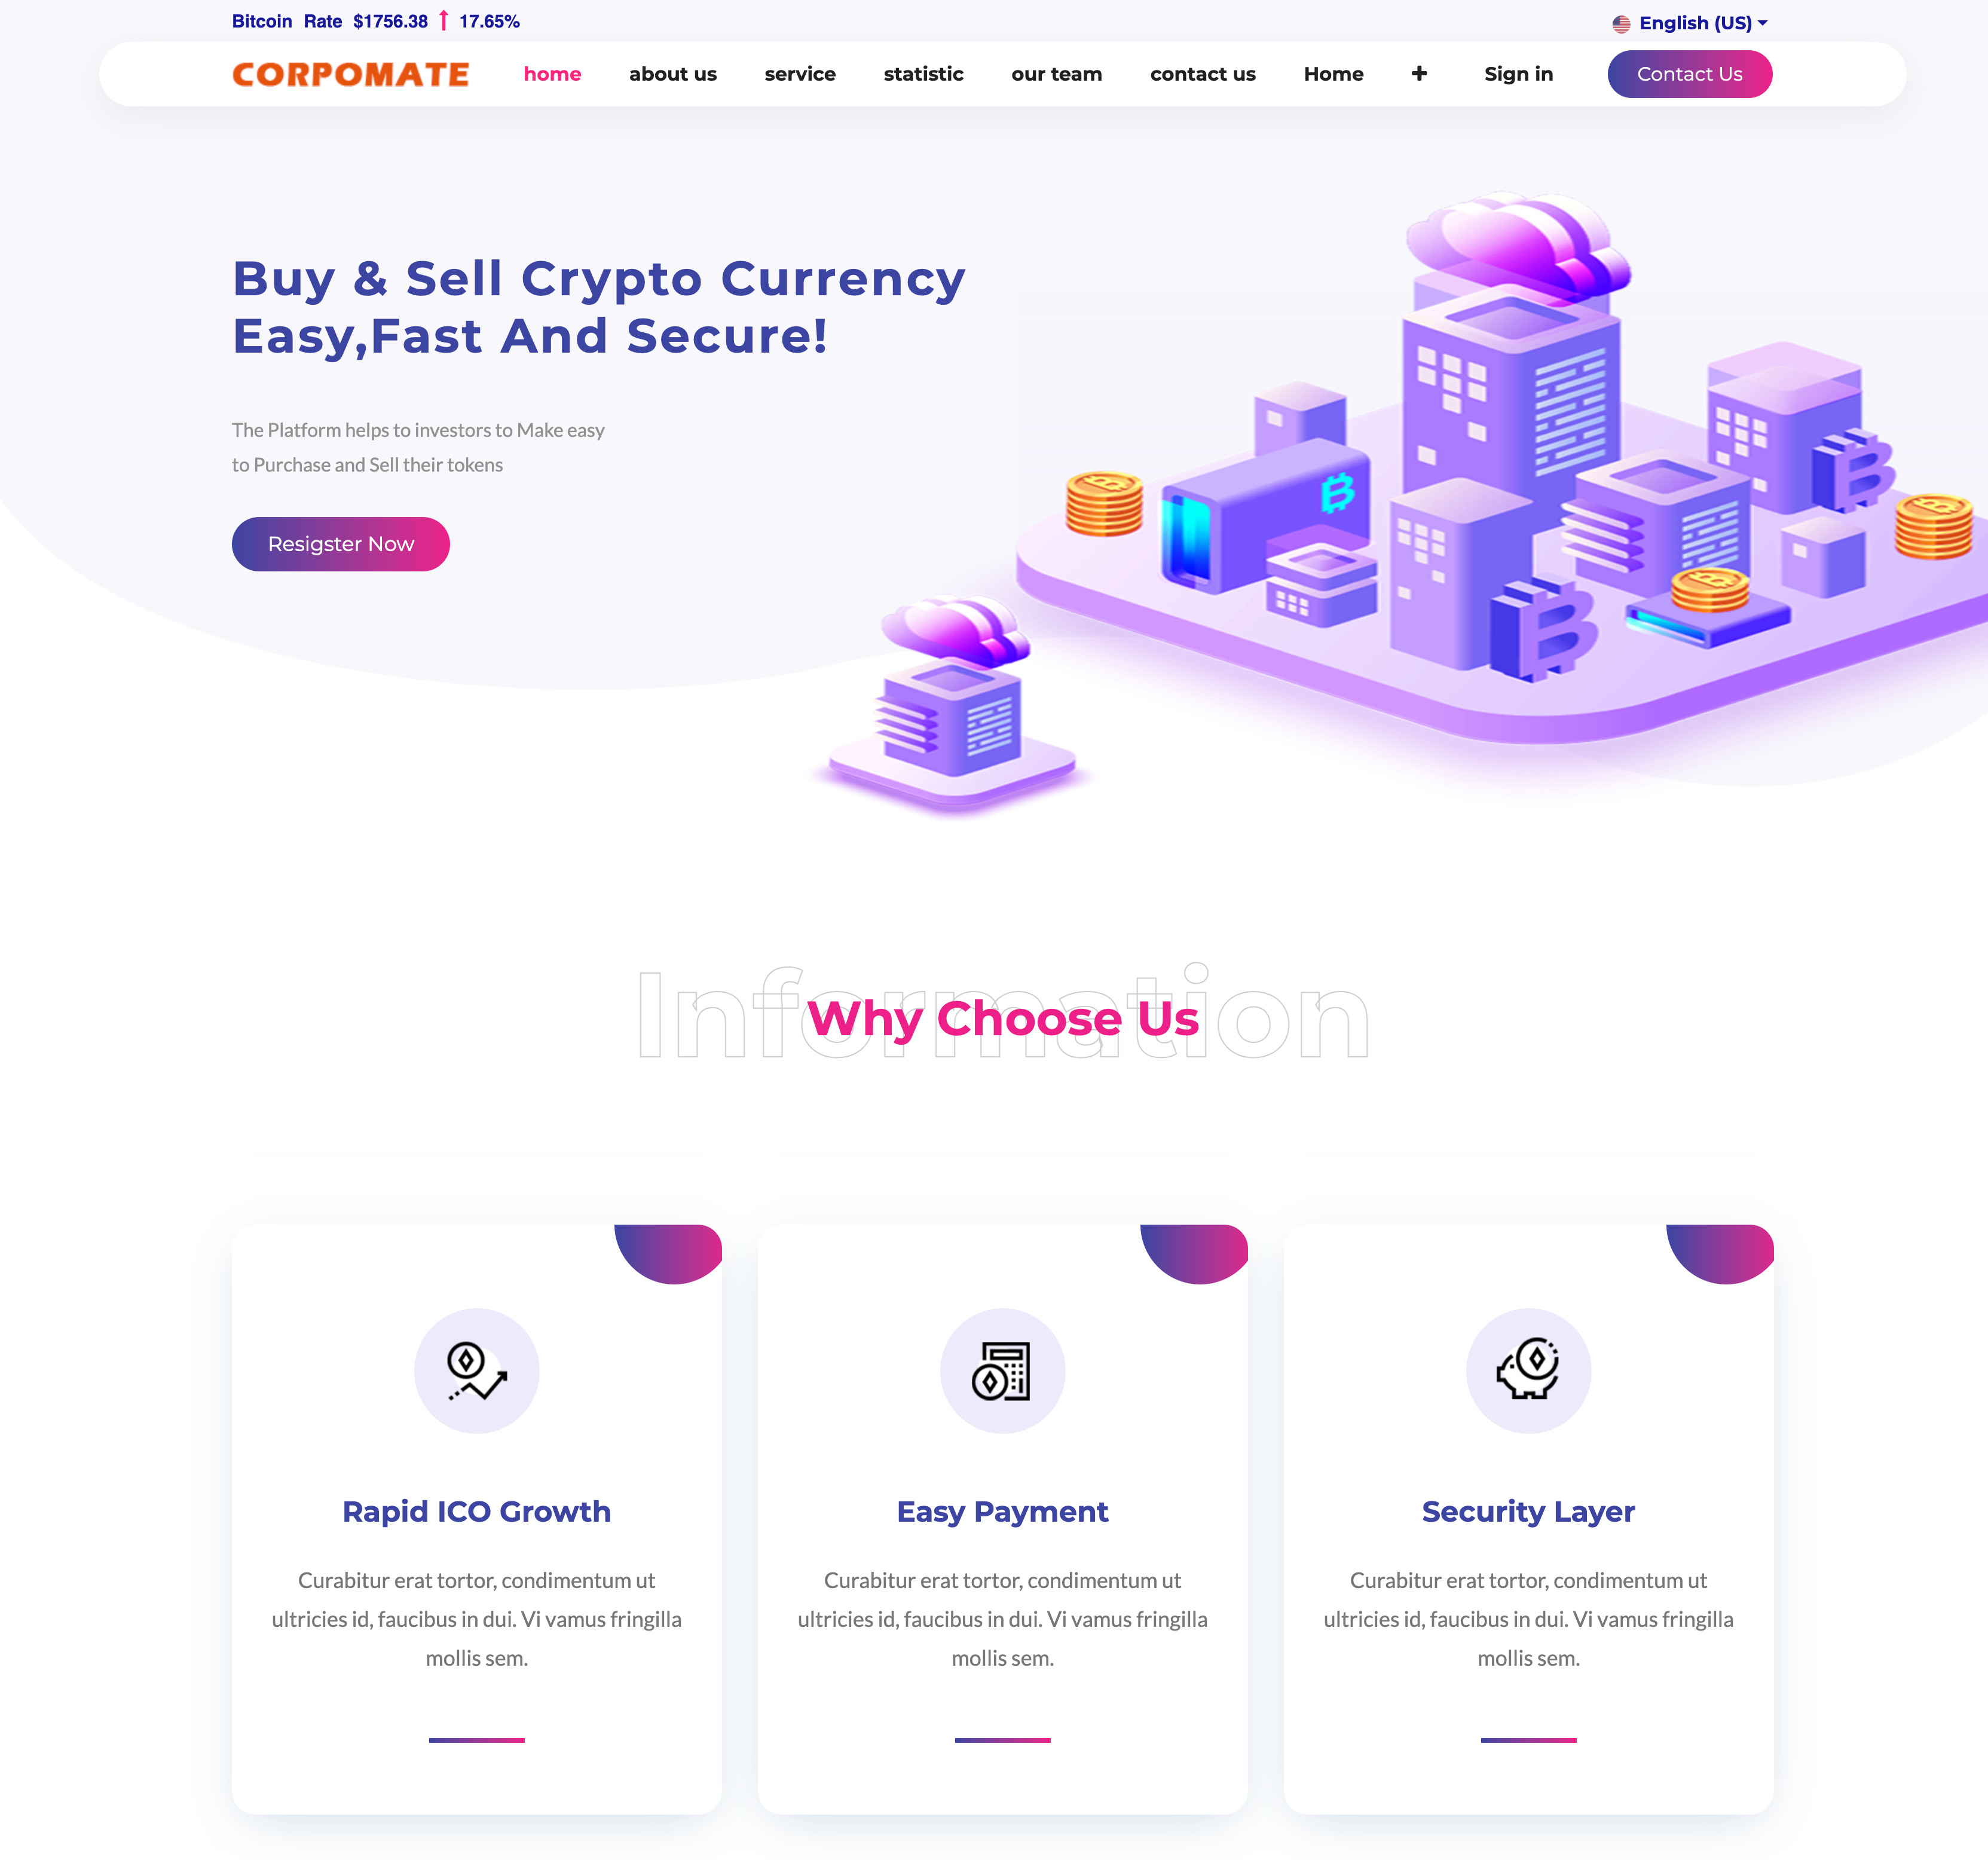 Bitcoin Rate $1756.38 ↑ 17.65%
English (US)
CORPOMATE
home about us service statistic our team contact us Home + Sign in Contact Us
Buy & Sell Crypto Currency
Easy,Fast And Secure!
The Platform helps to investors to Make easy
to Purchase and Sell their tokens
Resigster Now
Information
Why Choose Us
Rapid ICO Growth
Curabitur erat tortor, condimentum ut
ultricies id, faucibus in dui. Vi vamus fringilla
mollis sem.
Easy Payment
Curabitur erat tortor, condimentum ut
ultricies id, faucibus in dui. Vi vamus fringilla
mollis sem.
Security Layer
Curabitur erat tortor, condimentum ut
ultricies id, faucibus in dui. Vi vamus fringilla
mollis sem.